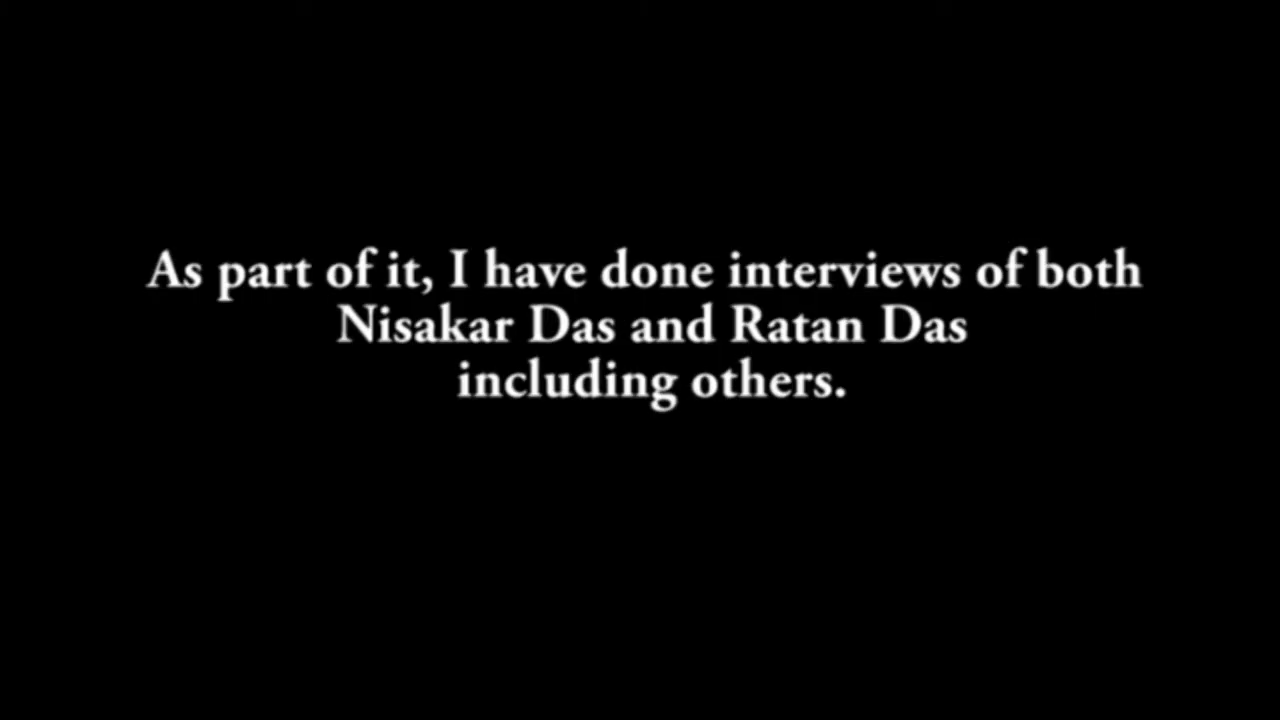 As part of it, I have done interviews of both
Nisakar Das and Ratan Das
including others.